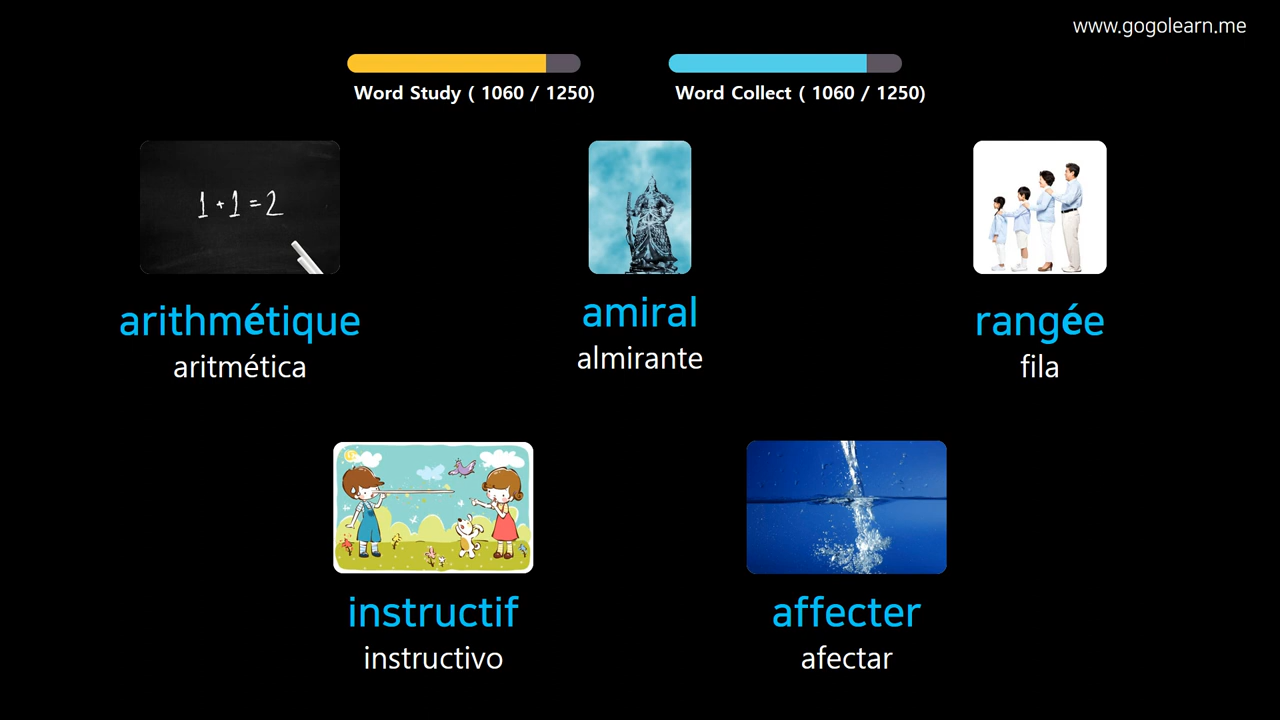 www.gogolearn.me
Word Study ( 1060 / 1250)
Word Collect ( 1060 / 1250)
1+1=2
arithmétique
aritmética
amiral
almirante
rangée
fila
instructif
instructivo
affecter
afectar